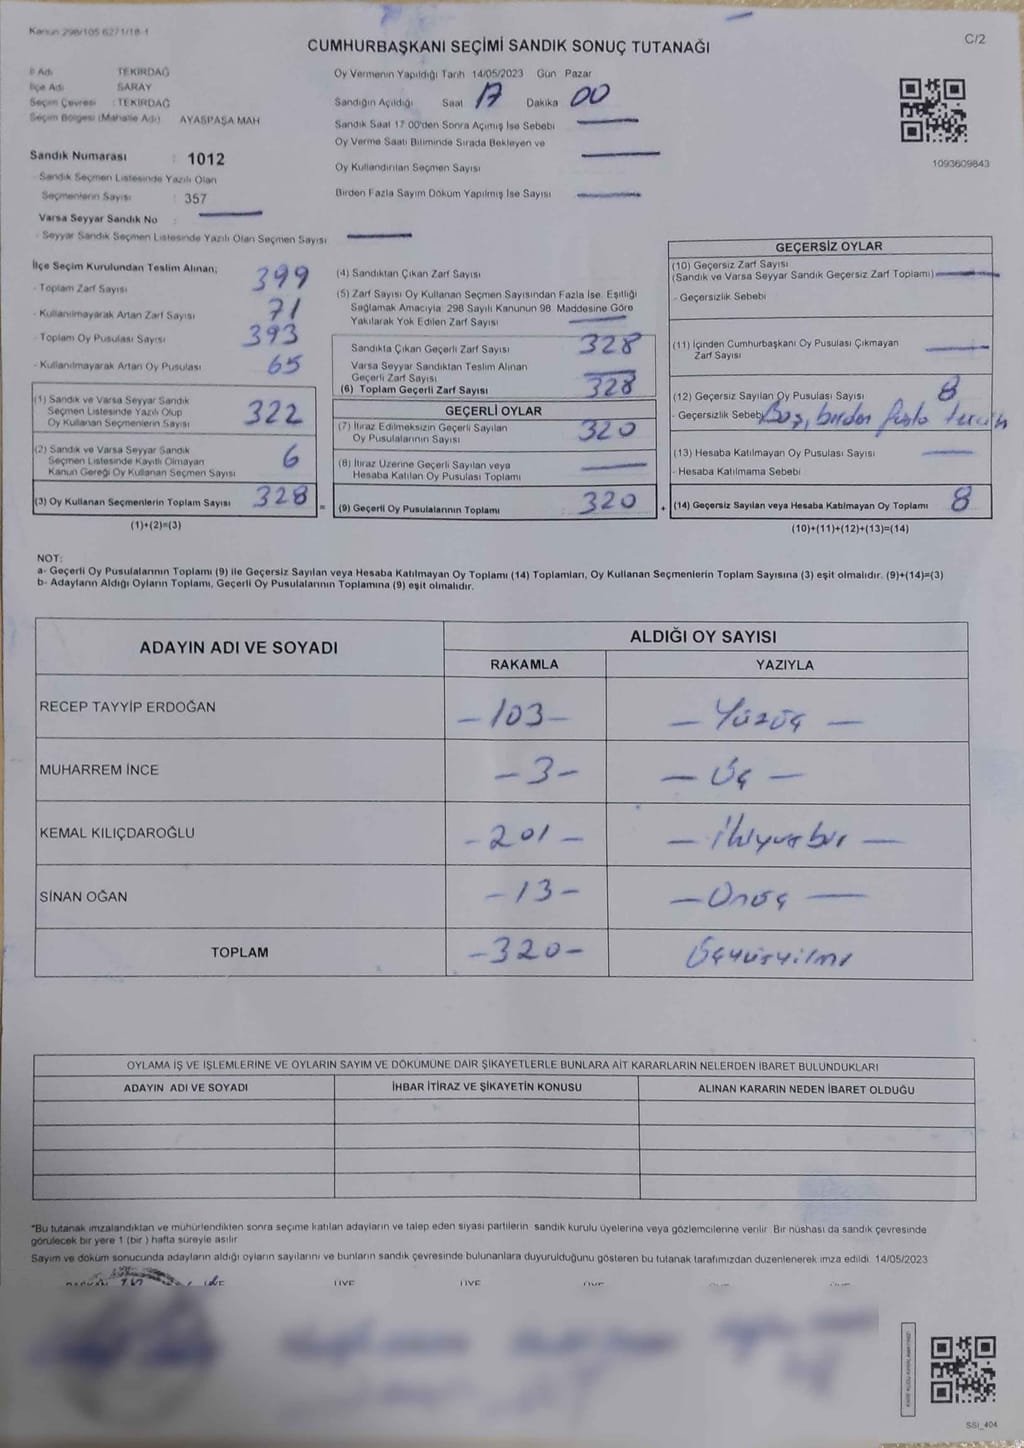 Kanun 298/105 6271/18-1
C/2
CUMHURBAŞKANI SEÇİMİ SANDIK SONUÇ TUTANAĞI
İl Adı : TEKİRDAĞ
İlçe Adı : SARAY
Seçim Çevresi : TEKİRDAĞ
Seçim Bölgesi (Mahalle Adı) AYASPAŞA MAH
Sandık Numarası : 1012
Sandık Seçmen Listesinde Yazılı Olan
Seçmenlerin Sayısı : 357
Varsa Seyyar Sandık No :
Seyyar Sandık Seçmen Listesinde Yazılı Olan Seçmen Sayısı
Oy Vermenin Yapıldığı Tarih 14/05/2023 Gün Pazar
Sandığın Açıldığı Saat 17 Dakika 00
Sandık Saat 17 00'den Sonra Açılmış İse Sebebi
Oy Verme Saati Bitiminde Sırada Bekleyen ve
Oy Kullandırılan Seçmen Sayısı
Birden Fazla Sayım Döküm Yapılmış İse Sayısı
1093609843
İlçe Seçim Kurulundan Teslim Alınan;
- Toplam Zarf Sayısı 399
- Kullanılmayarak Artan Zarf Sayısı 71
- Toplam Oy Pusulası Sayısı 393
- Kullanılmayarak Artan Oy Pusulası 65
(1) Sandık ve Varsa Seyyar Sandık
Seçmen Listesinde Yazılı Olup
Oy Kullanan Seçmenlerin Sayısı 322
(2) Sandık ve Varsa Seyyar Sandık
Seçmen Listesinde Kayıtlı Olmayan
Kanun Gereği Oy Kullanan Seçmen Sayısı 6
(3) Oy Kullanan Seçmenlerin Toplam Sayısı 328 =
(1)+(2)=(3)
(4) Sandıktan Çıkan Zarf Sayısı
(5) Zarf Sayısı Oy Kullanan Seçmen Sayısından Fazla İse, Eşitliği
Sağlamak Amacıyla 298 Sayılı Kanunun 98. Maddesine Göre
Yakılarak Yok Edilen Zarf Sayısı
Sandıkta Çıkan Geçerli Zarf Sayısı 328
Varsa Seyyar Sandıktan Teslim Alınan
Geçerli Zarf Sayısı
(6) Toplam Geçerli Zarf Sayısı 328
GEÇERLİ OYLAR
(7) İtiraz Edilmeksizin Geçerli Sayılan
Oy Pusulalarının Sayısı 320
(8) İtiraz Üzerine Geçerli Sayılan veya
Hesaba Katılan Oy Pusulası Toplamı
(9) Geçerli Oy Pusulalarının Toplamı 320 +
GEÇERSİZ OYLAR
(10) Geçersiz Zarf Sayısı
(Sandık ve Varsa Seyyar Sandık Geçersiz Zarf Toplamı)
- Geçersizlik Sebebi
(11) İçinden Cumhurbaşkanı Oy Pusulası Çıkmayan
Zarf Sayısı
(12) Geçersiz Sayılan Oy Pusulası Sayısı 8
- Geçersizlik Sebebi Boş, birden fazla tercih
(13) Hesaba Katılmayan Oy Pusulası Sayısı
- Hesaba Katılmama Sebebi
(14) Geçersiz Sayılan veya Hesaba Katılmayan Oy Toplamı 8
(10)+(11)+(12)+(13)=(14)
NOT:
a- Geçerli Oy Pusulalarının Toplamı (9) ile Geçersiz Sayılan veya Hesaba Katılmayan Oy Toplamı (14) Toplamları, Oy Kullanan Seçmenlerin Toplam Sayısına (3) eşit olmalıdır. (9)+(14)=(3)
b- Adayların Aldığı Oyların Toplamı, Geçerli Oy Pusulalarının Toplamına (9) eşit olmalıdır.
ADAYIN ADI VE SOYADI
ALDIĞI OY SAYISI
RAKAMLA YAZIYLA
RECEP TAYYİP ERDOĞAN -103- - Yüzüç -
MUHARREM İNCE -3- - Üç -
KEMAL KILIÇDAROĞLU -201- - ikiyüzbir -
SİNAN OĞAN -13- - Onüç -
TOPLAM -320- Üçyüzyirmi
OYLAMA İŞ VE İŞLEMLERİNE VE OYLARIN SAYIM VE DÖKÜMÜNE DAİR ŞİKAYETLERLE BUNLARA AİT KARARLARIN NELERDEN İBARET BULUNDUKLARI
ADAYIN ADI VE SOYADI İHBAR İTİRAZ VE ŞİKAYETİN KONUSU ALINAN KARARIN NEDEN İBARET OLDUĞU
*Bu tutanak imzalandıktan ve mühürlendikten sonra seçime katılan adayların ve talep eden siyasi partilerin sandık kurulu üyelerine veya gözlemcilerine verilir. Bir nüshası da sandık çevresinde
görülecek bir yere 1 (bir ) hafta süreyle asılır
Sayım ve döküm sonucunda adayların aldığı oyların sayılarını ve bunların sandık çevresinde bulunanlara duyurulduğunu gösteren bu tutanak tarafımızdan düzenlenerek imza edildi 14/05/2023
ÜYE ÜYE
SSI_404